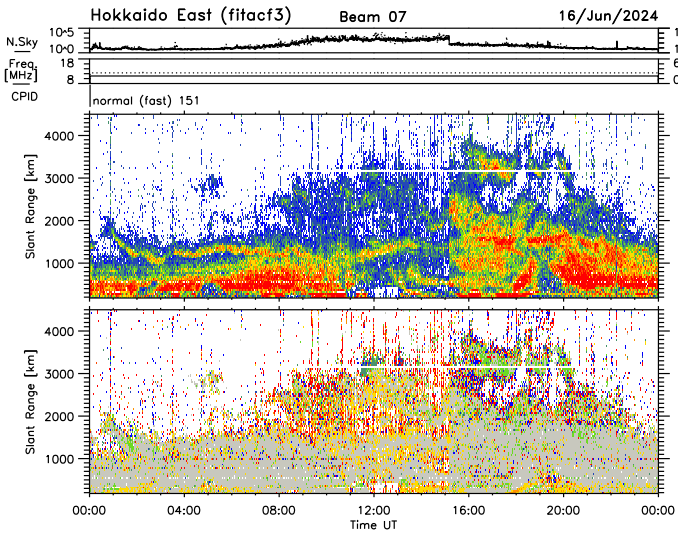 Hokkaido East (fitacf3) Beam 07 16/Jun/2024
N.Sky 10^5 10^0
Freq. [MHz] 18 8
CPID normal (fast) 151
Slant Range [km] 4000 3000 2000 1000
Slant Range [km] 4000 3000 2000 1000
00:00 04:00 08:00 12:00 16:00 20:00 00:00
Time UT